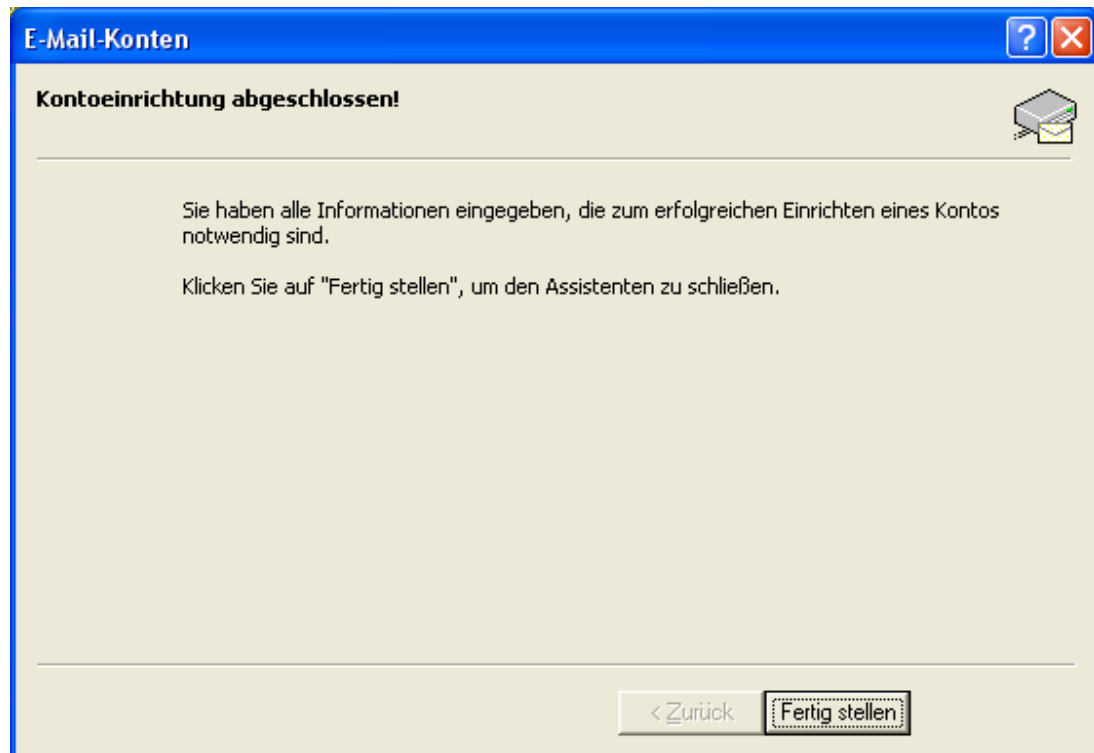 E-Mail-Konten
Kontoeinrichtung abgeschlossen!
Sie haben alle Informationen eingegeben, die zum erfolgreichen Einrichten eines Kontos
notwendig sind.
Klicken Sie auf "Fertig stellen", um den Assistenten zu schließen.
< Zurück Fertig stellen